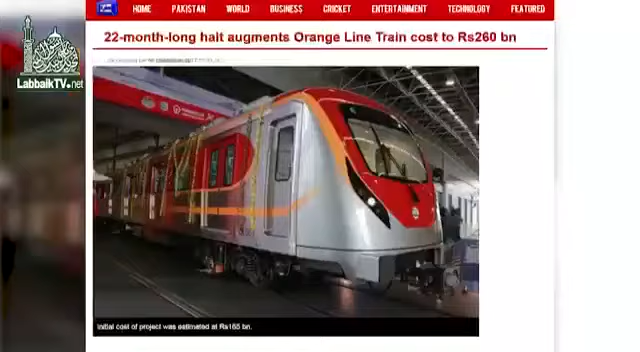 HOME PAKISTAN WORLD BUSINESS CRICKET ENTERTAINMENT TECHNOLOGY FEATURED
22-month-long halt augments Orange Line Train cost to Rs260 bn
LabbaikTV.net
Initial cost of project was estimated at Rs165 bn.